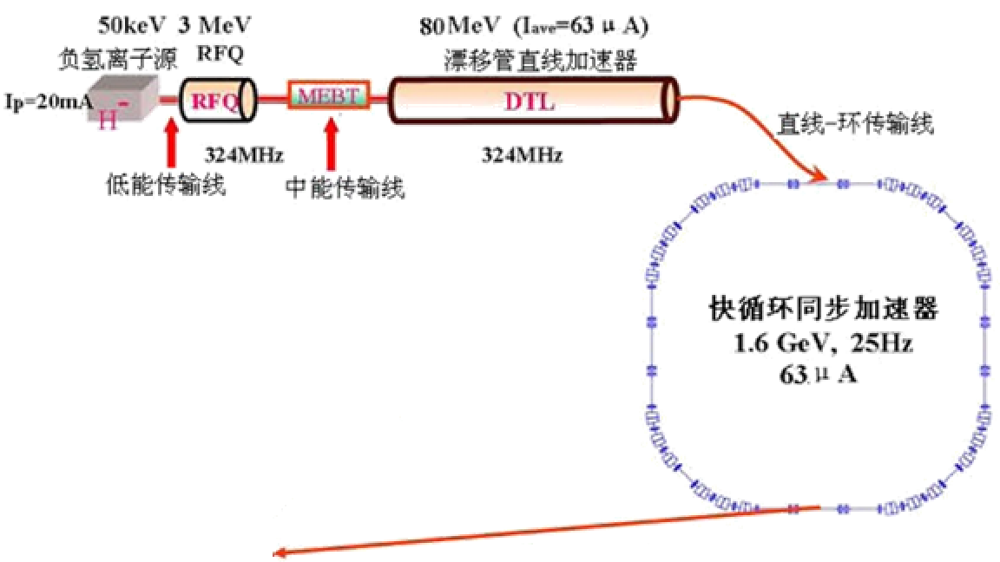 50keV 3 MeV
80MeV (Iave=63 μ A)
负氢离子源 RFQ
漂移管直线加速器
Ip=20mA
H-
RFQ
MEBT
DTL
直线-环传输线
324MHz
324MHz
低能传输线
中能传输线
快循环同步加速器
1.6 GeV, 25Hz
63 μ A